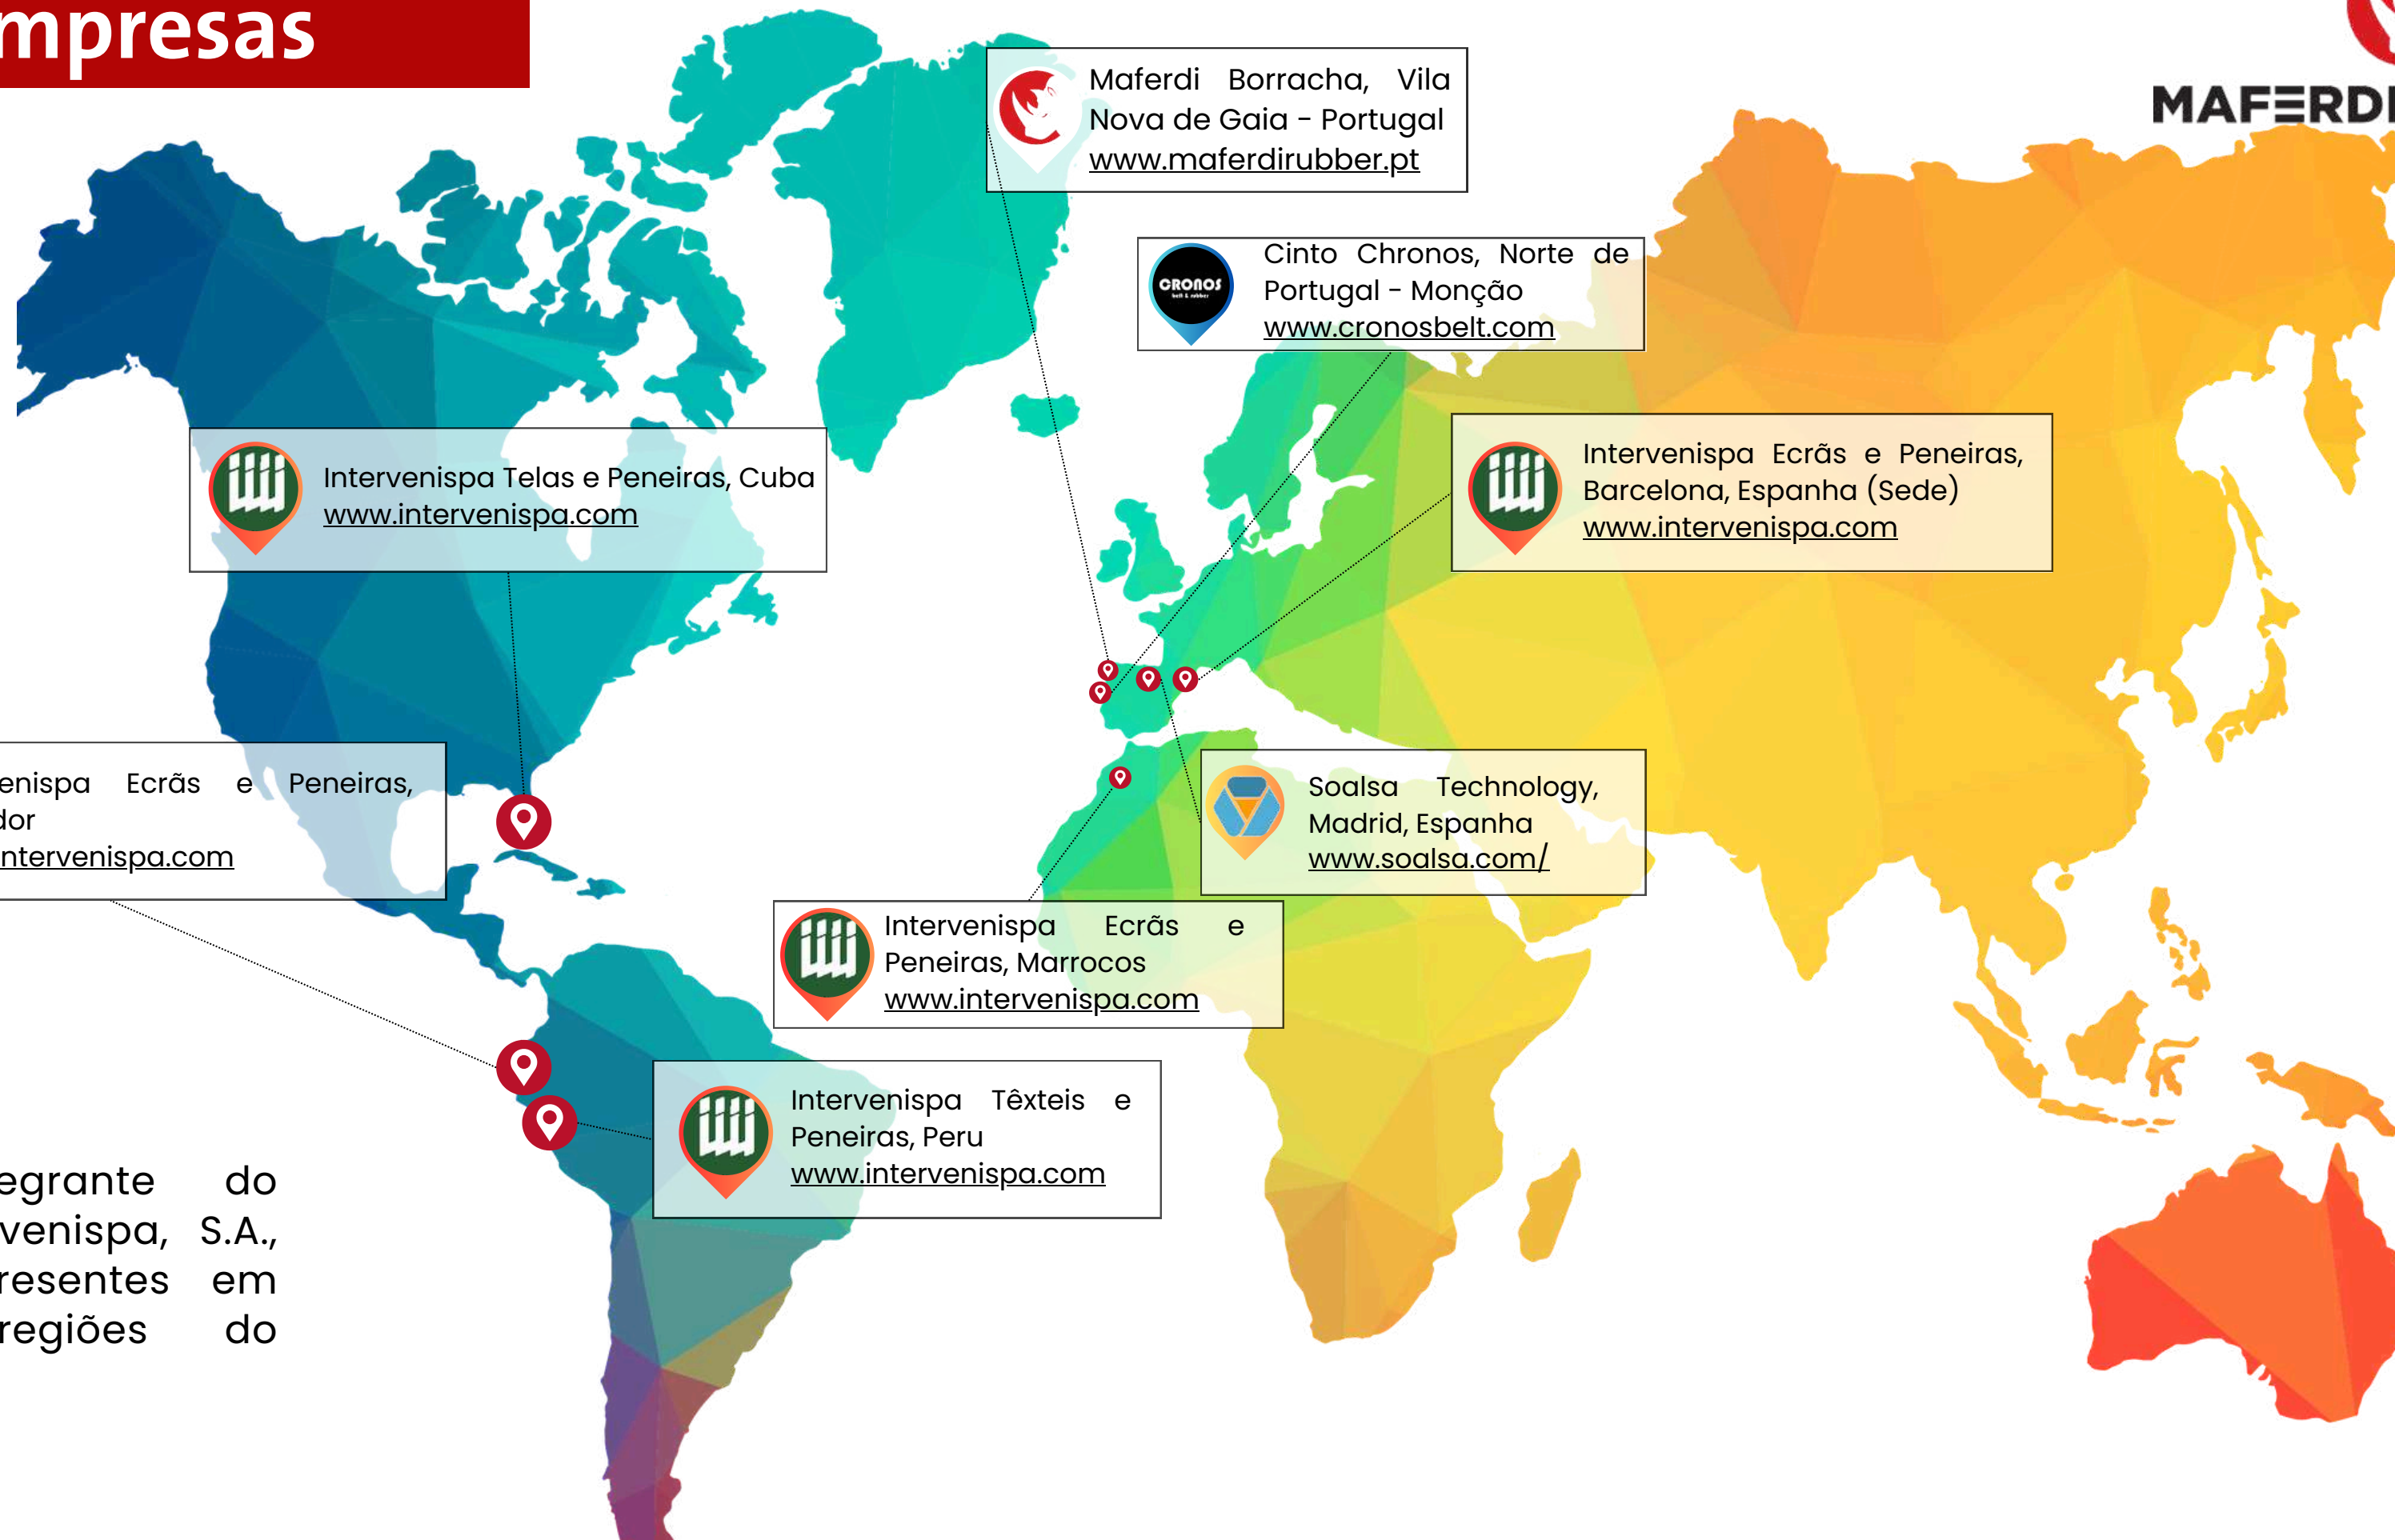 mpresas
MAFERDI
Maferdi Borracha, Vila
Nova de Gaia - Portugal
www.maferdirubber.pt
CRONOS
belt & rubber
Cinto Chronos, Norte de
Portugal - Monção
www.cronosbelt.com
Intervenispa Telas e Peneiras, Cuba
www.intervenispa.com
Intervenispa Ecrãs e Peneiras,
Barcelona, Espanha (Sede)
www.intervenispa.com
enispa Ecrãs e Peneiras,
dor
ntervenispa.com
Soalsa Technology,
Madrid, Espanha
www.soalsa.com/
Intervenispa Ecrãs e
Peneiras, Marrocos
www.intervenispa.com
Intervenispa Têxteis e
Peneiras, Peru
www.intervenispa.com
egrante do
venispa, S.A.,
resentes em
regiões do